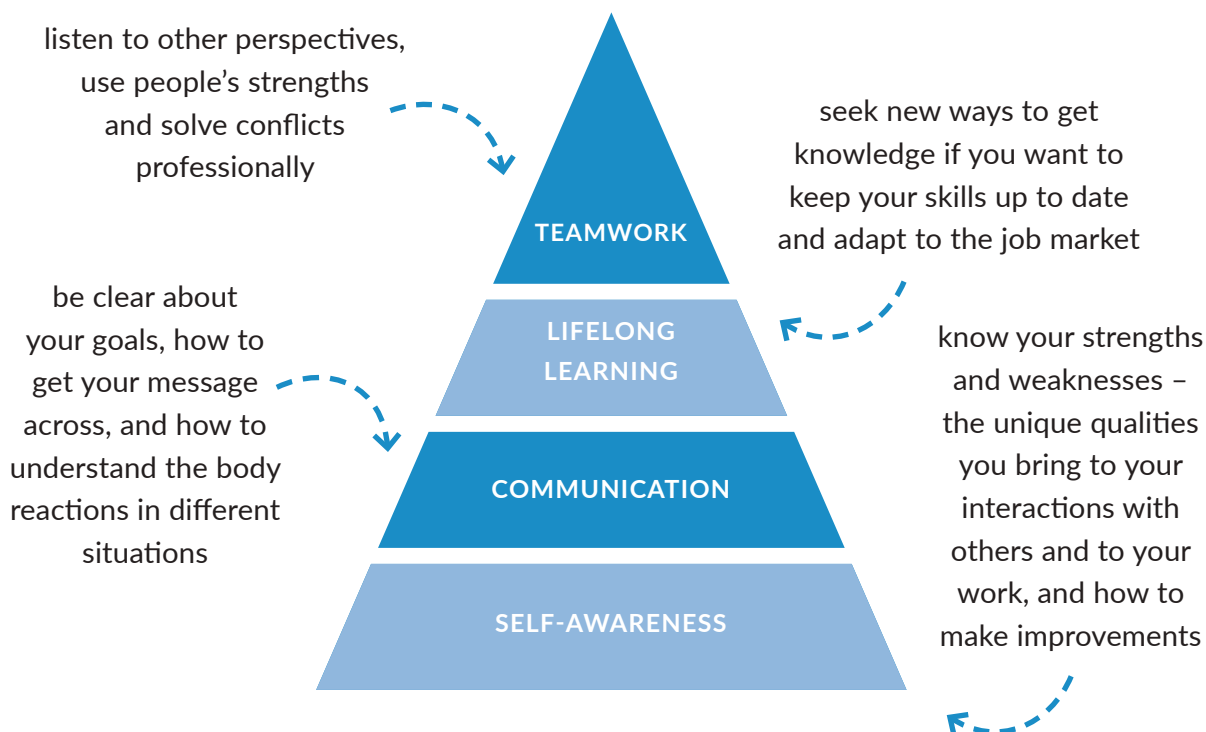 listen to other perspectives,
use people’s strengths
and solve conflicts
professionally
TEAMWORK
seek new ways to get
knowledge if you want to
keep your skills up to date
and adapt to the job market
LIFELONG
LEARNING
be clear about
your goals, how to
get your message
across, and how to
understand the body
reactions in different
situations
COMMUNICATION
know your strengths
and weaknesses –
the unique qualities
you bring to your
interactions with
others and to your
work, and how to
make improvements
SELF-AWARENESS